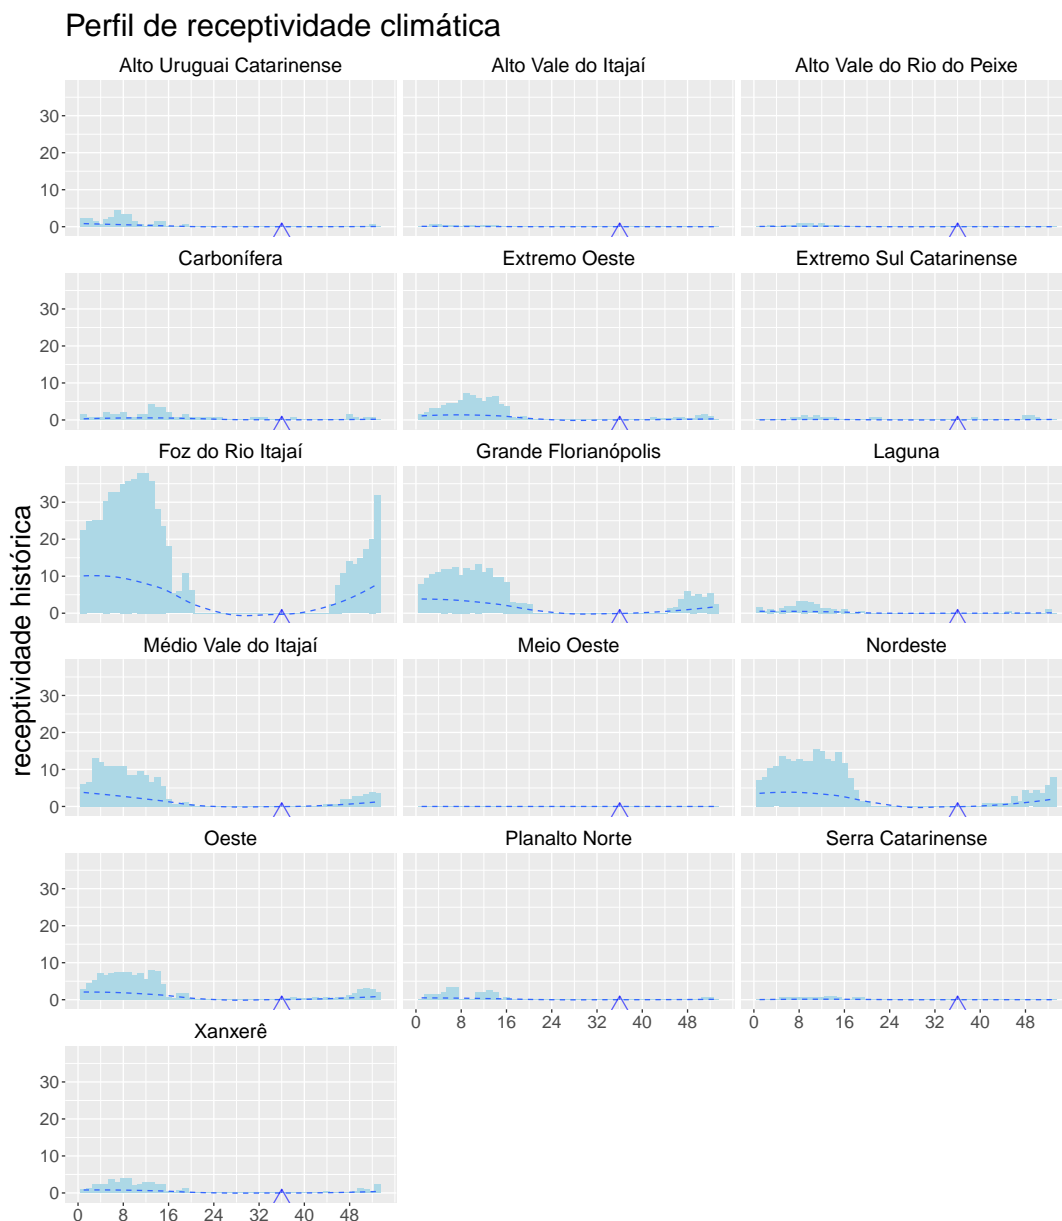 Perfil de receptividade climática
Alto Uruguai Catarinense
Alto Vale do Itajaí
Alto Vale do Rio do Peixe
30
20
10
0
Carbonífera
Extremo Oeste
Extremo Sul Catarinense
30
20
10
0
Foz do Rio Itajaí
Grande Florianópolis
Laguna
30
20
10
0
receptividade histórica
Médio Vale do Itajaí
Meio Oeste
Nordeste
30
20
10
0
Oeste
Planalto Norte
Serra Catarinense
30
20
10
0
0 8 16 24 32 40 48
0 8 16 24 32 40 48
Xanxerê
30
20
10
0
0 8 16 24 32 40 48